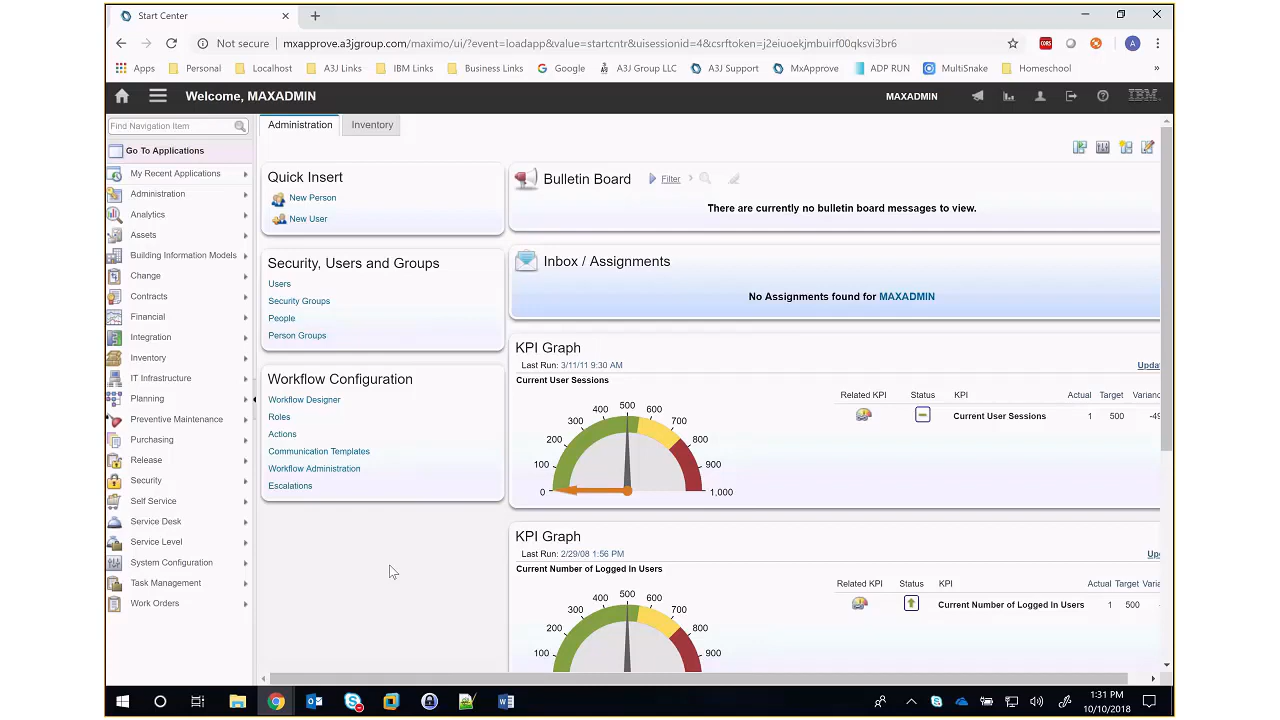 Start Center
Not secure
mxapprove.a3jgroup.com/maximo/ui/?event=loadapp&value=startcntr&uisessionid=4&csrftoken=j2eiuoekjmbuirf00qksvi3br6
CORS
A
Apps
Personal
Localhost
A3J Links
IBM Links
Business Links
Google
A3J Group LLC
A3J Support
MxApprove
ADP RUN
MultiSnake
Homeschool
»
Welcome, MAXADMIN
MAXADMIN
IBM
Find Navigation Item
Go To Applications
My Recent Applications
Administration
Analytics
Assets
Building Information Models
Change
Contracts
Financial
Integration
Inventory
IT Infrastructure
Planning
Preventive Maintenance
Purchasing
Release
Security
Self Service
Service Desk
Service Level
System Configuration
Task Management
Work Orders
Administration
Inventory
Quick Insert
New Person
New User
Security, Users and Groups
Users
Security Groups
People
Person Groups
Workflow Configuration
Workflow Designer
Roles
Actions
Communication Templates
Workflow Administration
Escalations
Bulletin Board
Filter
There are currently no bulletin board messages to view.
Inbox / Assignments
No Assignments found for MAXADMIN
KPI Graph
Last Run: 3/11/11 9:30 AM
Updat
Current User Sessions
0
100
200
300
400
500
600
700
800
900
1,000
Related KPI Status KPI Actual Target Varianc
Current User Sessions 1 500 -49
KPI Graph
Last Run: 2/29/08 1:56 PM
Upd
Current Number of Logged In Users
100
200
300
400
500
600
700
800
900
Related KPI Status KPI Actual Target Varia
Current Number of Logged In Users 1 500 -
1:31 PM
10/10/2018